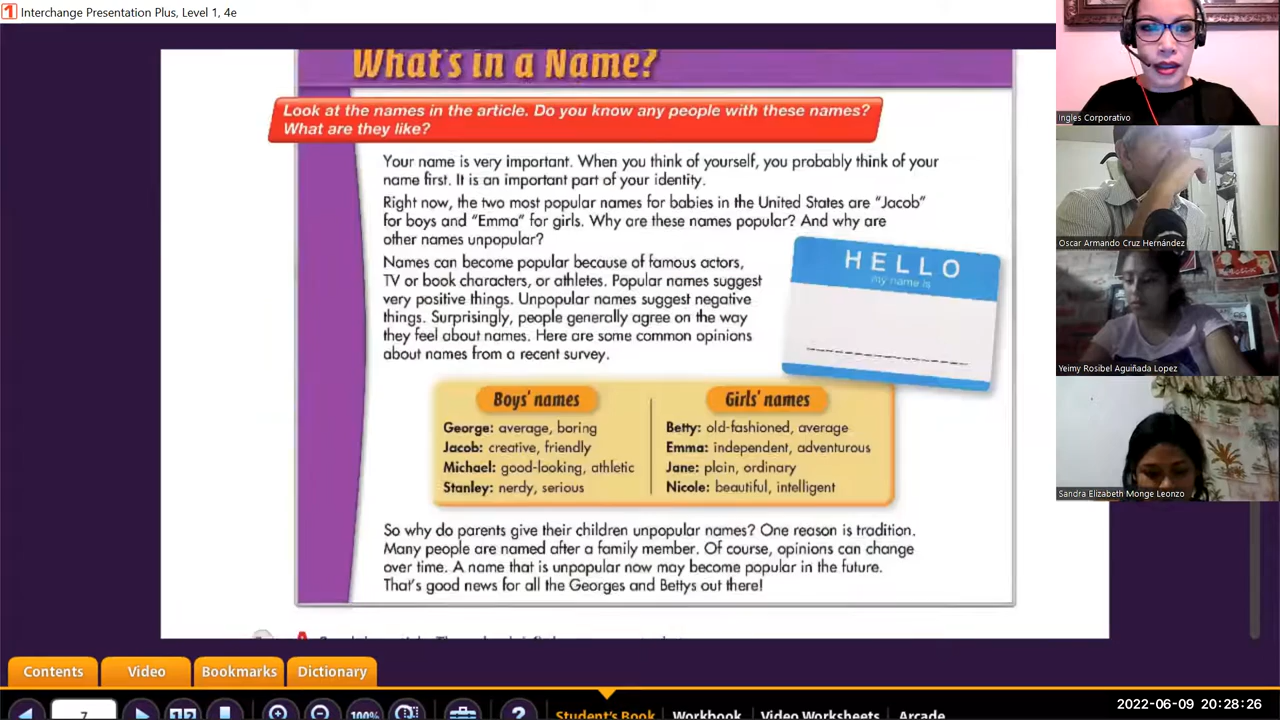 Interchange Presentation Plus, Level 1, 4e
What's in a Name?
Look at the names in the article. Do you know any people with these names?
What are they like?
Your name is very important. When you think of yourself, you probably think of your
name first. It is an important part of your identity.
Right now, the two most popular names for babies in the United States are "Jacob"
for boys and "Emma" for girls. Why are these names popular? And why are
other names unpopular?
Names can become popular because of famous actors,
TV or book characters, or athletes. Popular names suggest
very positive things. Unpopular names suggest negative
things. Surprisingly, people generally agree on the way
they feel about names. Here are some common opinions
about names from a recent survey.
HELLO
my name is
Boys' names
George: average, boring
Jacob: creative, friendly
Michael: good-looking, athletic
Stanley: nerdy, serious
Girls' names
Betty: old-fashioned, average
Emma: independent, adventurous
Jane: plain, ordinary
Nicole: beautiful, intelligent
So why do parents give their children unpopular names? One reason is tradition.
Many people are named after a family member. Of course, opinions can change
over time. A name that is unpopular now may become popular in the future.
That's good news for all the Georges and Bettys out there!
Ingles Corporativo
Oscar Armando Cruz Hernández
Yeimy Rosibel Aguiñada Lopez
Sandra Elizabeth Monge Leonzo
Contents Video Bookmarks Dictionary
7 100% ? Student's Book Workbook Video Worksheets Arcade
2022-06-09 20:28:26